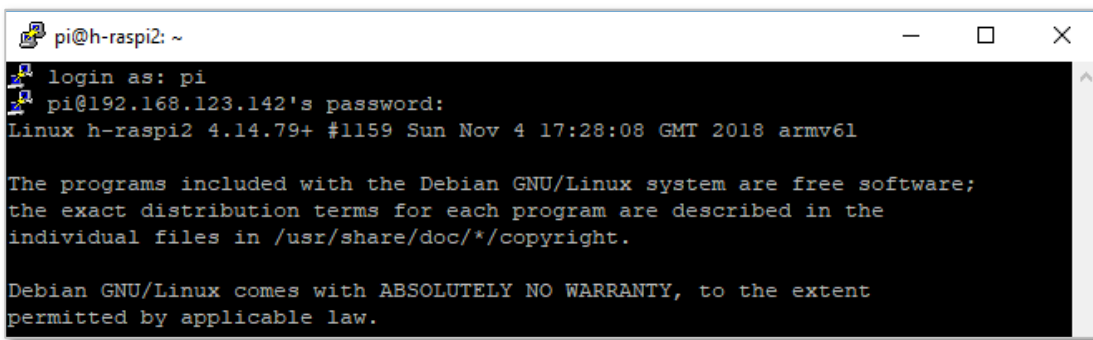 pi@h-raspi2: ~
login as: pi
pi@192.168.123.142's password:
Linux h-raspi2 4.14.79+ #1159 Sun Nov 4 17:28:08 GMT 2018 armv6l
The programs included with the Debian GNU/Linux system are free software;
the exact distribution terms for each program are described in the
individual files in /usr/share/doc/*/copyright.
Debian GNU/Linux comes with ABSOLUTELY NO WARRANTY, to the extent
permitted by applicable law.